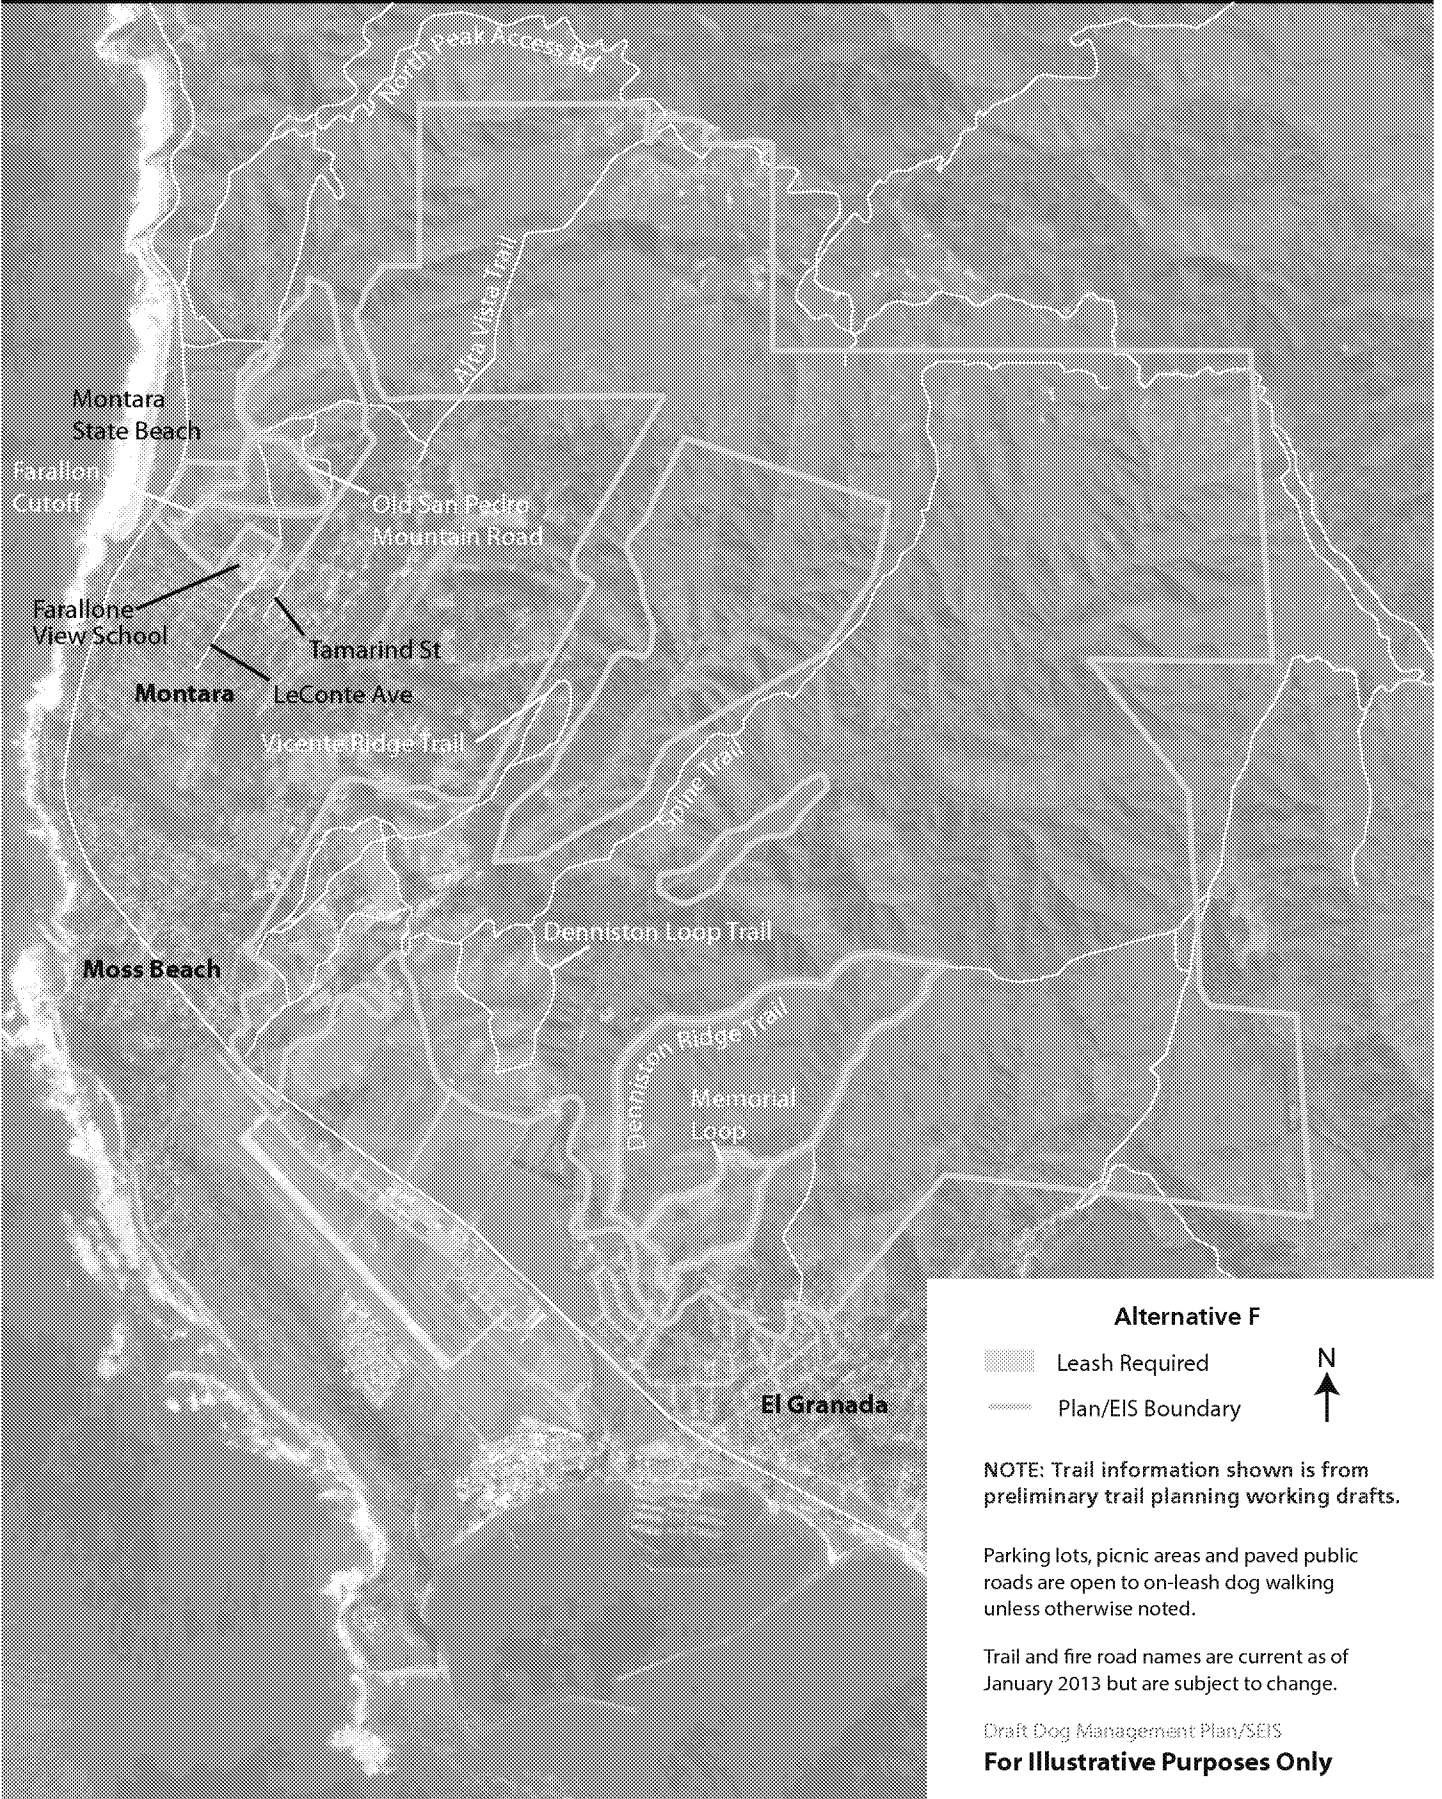 North Peak Access Rd
Alta Vista Trail
Montara
State Beach
Farallon
Cutoff
Old San Pedro
Mountain Road
Farallone
View School
Tamarind St
Montara
LeConte Ave
Vicente Ridge Trail
Spine Trail
Denniston Loop Trail
Moss Beach
Denniston Ridge Trail
Memorial
Loop
El Granada
Alternative F
Leash Required
N
Plan/EIS Boundary
NOTE: Trail information shown is from
preliminary trail planning working drafts.
Parking lots, picnic areas and paved public
roads are open to on-leash dog walking
unless otherwise noted.
Trail and fire road names are current as of
January 2013 but are subject to change.
Draft Dog Management Plan/SEIS
For Illustrative Purposes Only